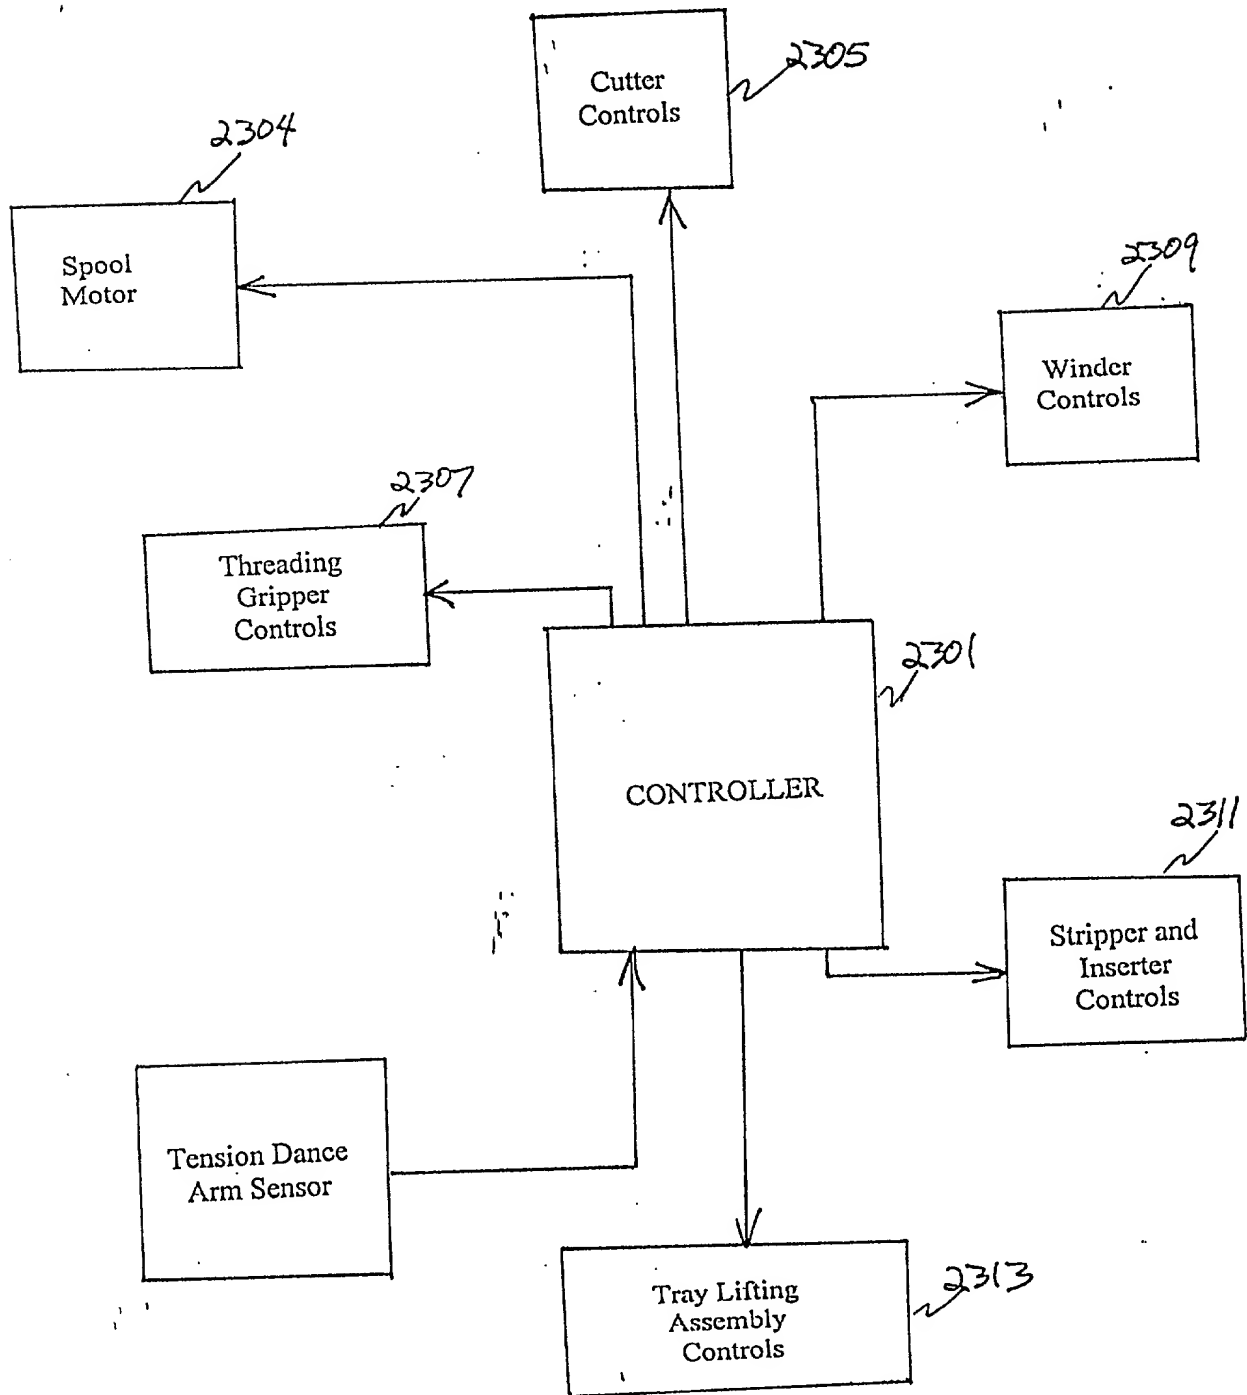 2305
Cutter
Controls
2304
Spool
Motor
2309
Winder
Controls
2307
Threading
Gripper
Controls
2301
CONTROLLER
2311
Stripper and
Inserter
Controls
Tension Dance
Arm Sensor
2313
Tray Lifting
Assembly
Controls